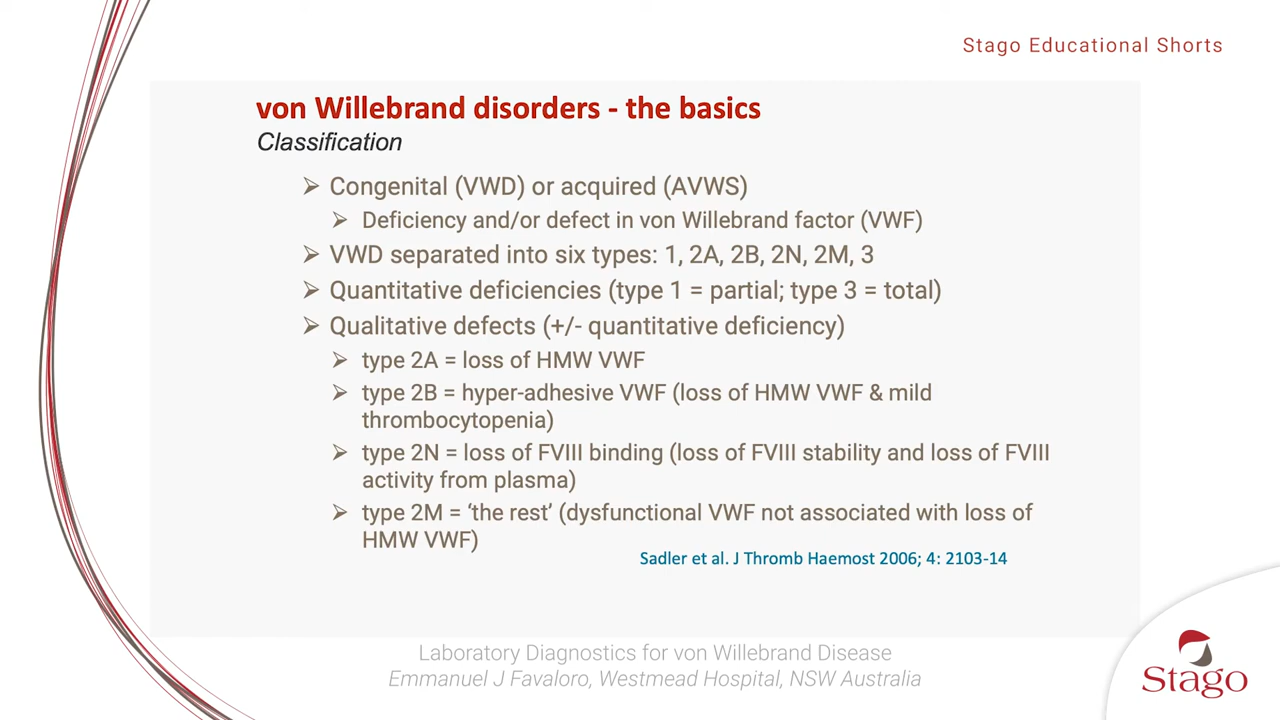 Stago Educational Shorts
von Willebrand disorders - the basics
Classification
Congenital (VWD) or acquired (AVWS)
Deficiency and/or defect in von Willebrand factor (VWF)
VWD separated into six types: 1, 2A, 2B, 2N, 2M, 3
Quantitative deficiencies (type 1 = partial; type 3 = total)
Qualitative defects (+/- quantitative deficiency)
type 2A = loss of HMW VWF
type 2B = hyper-adhesive VWF (loss of HMW VWF & mild
thrombocytopenia)
type 2N = loss of FVIII binding (loss of FVIII stability and loss of FVIII
activity from plasma)
type 2M = ‘the rest’ (dysfunctional VWF not associated with loss of
HMW VWF)
Sadler et al. J Thromb Haemost 2006; 4: 2103-14
Laboratory Diagnostics for von Willebrand Disease
Emmanuel J Favaloro, Westmead Hospital, NSW Australia
Stago